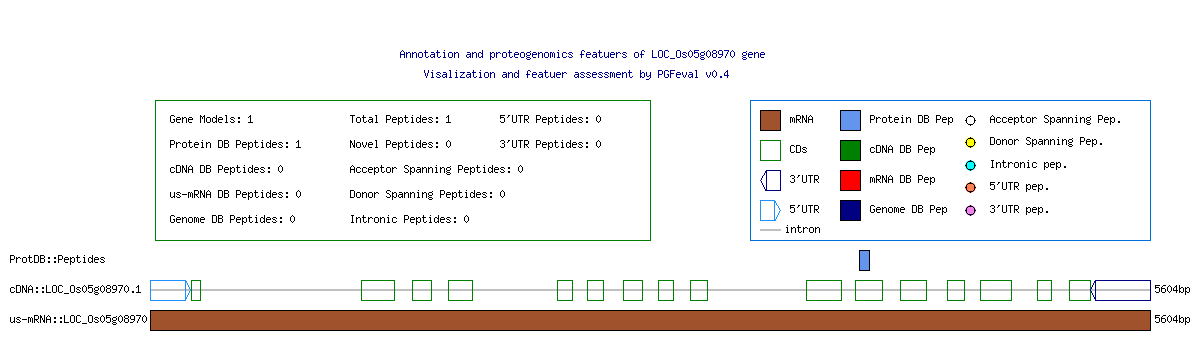 Annotation and proteogenomics featuers of LOC_Os05g08970 gene
Visalization and featuer assessment by PGFeval v0.4
Gene Models: 1 Total Peptides: 1 5'UTR Peptides: 0
Protein DB Peptides: 1 Novel Peptides: 0 3'UTR Peptides: 0
cDNA DB Peptides: 0 Acceptor Spanning Peptides: 0
us-mRNA DB Peptides: 0 Donor Spanning Peptides: 0
Genome DB Peptides: 0 Intronic Peptides: 0
mRNA Protein DB Pep Acceptor Spanning Pep.
CDs cDNA DB Pep Donor Spanning Pep.
3'UTR mRNA DB Pep Intronic pep.
5'UTR Genome DB Pep 5'UTR pep.
intron 3'UTR pep.
ProtDB::Peptides
cDNA::LOC_Os05g08970.1 5604bp
us-mRNA::LOC_Os05g08970 5604bp